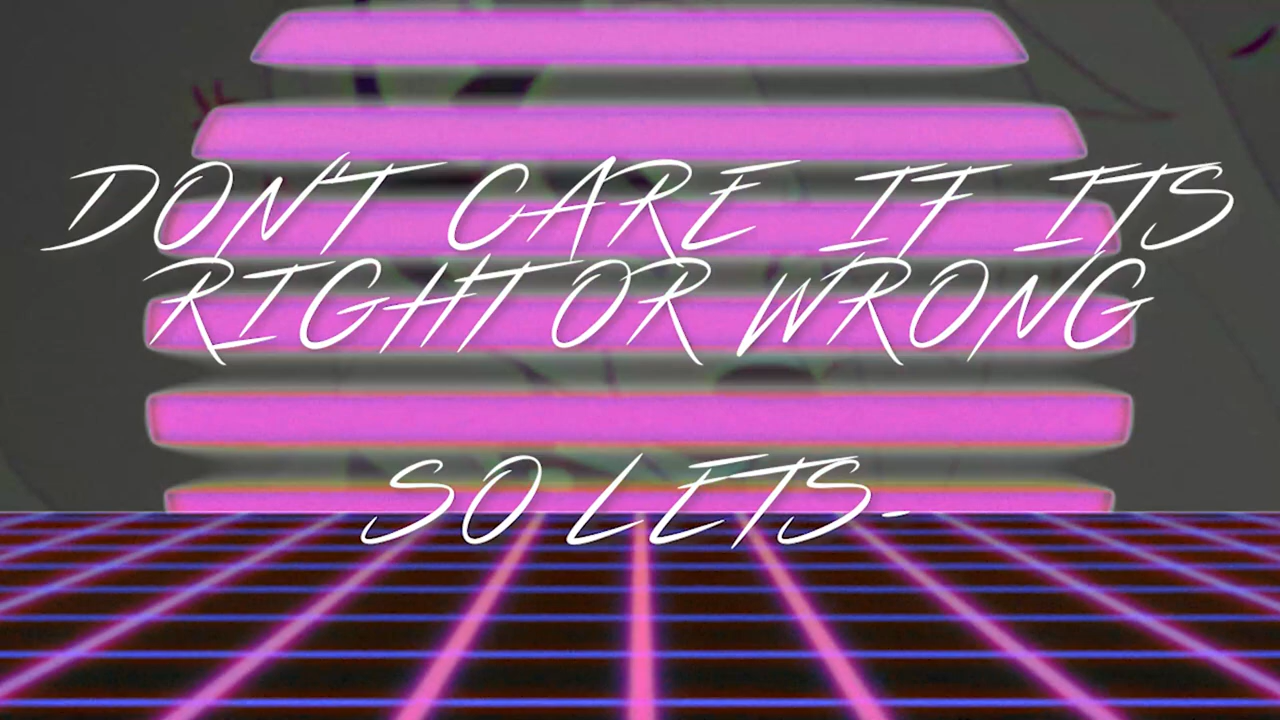 DON'T CARE IF ITS
RIGHT OR WRONG
SO LETS-